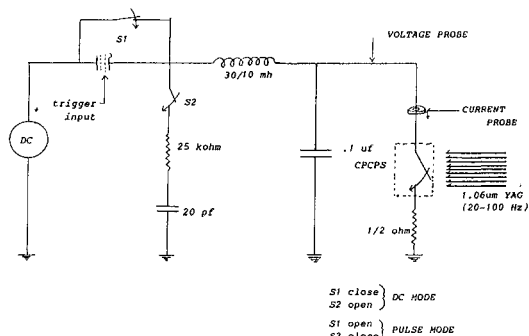 S1
VOLTAGE PROBE
30/10 mh
trigger
input
S2
CURRENT
PROBE
DC
25 kohm
.1 uf
CPCPS
1.06um YAG
(20-100 Hz)
20 pf
1/2 ohm
S1 close
S2 open
DC MODE
S1 open
S2 close
PULSE MODE